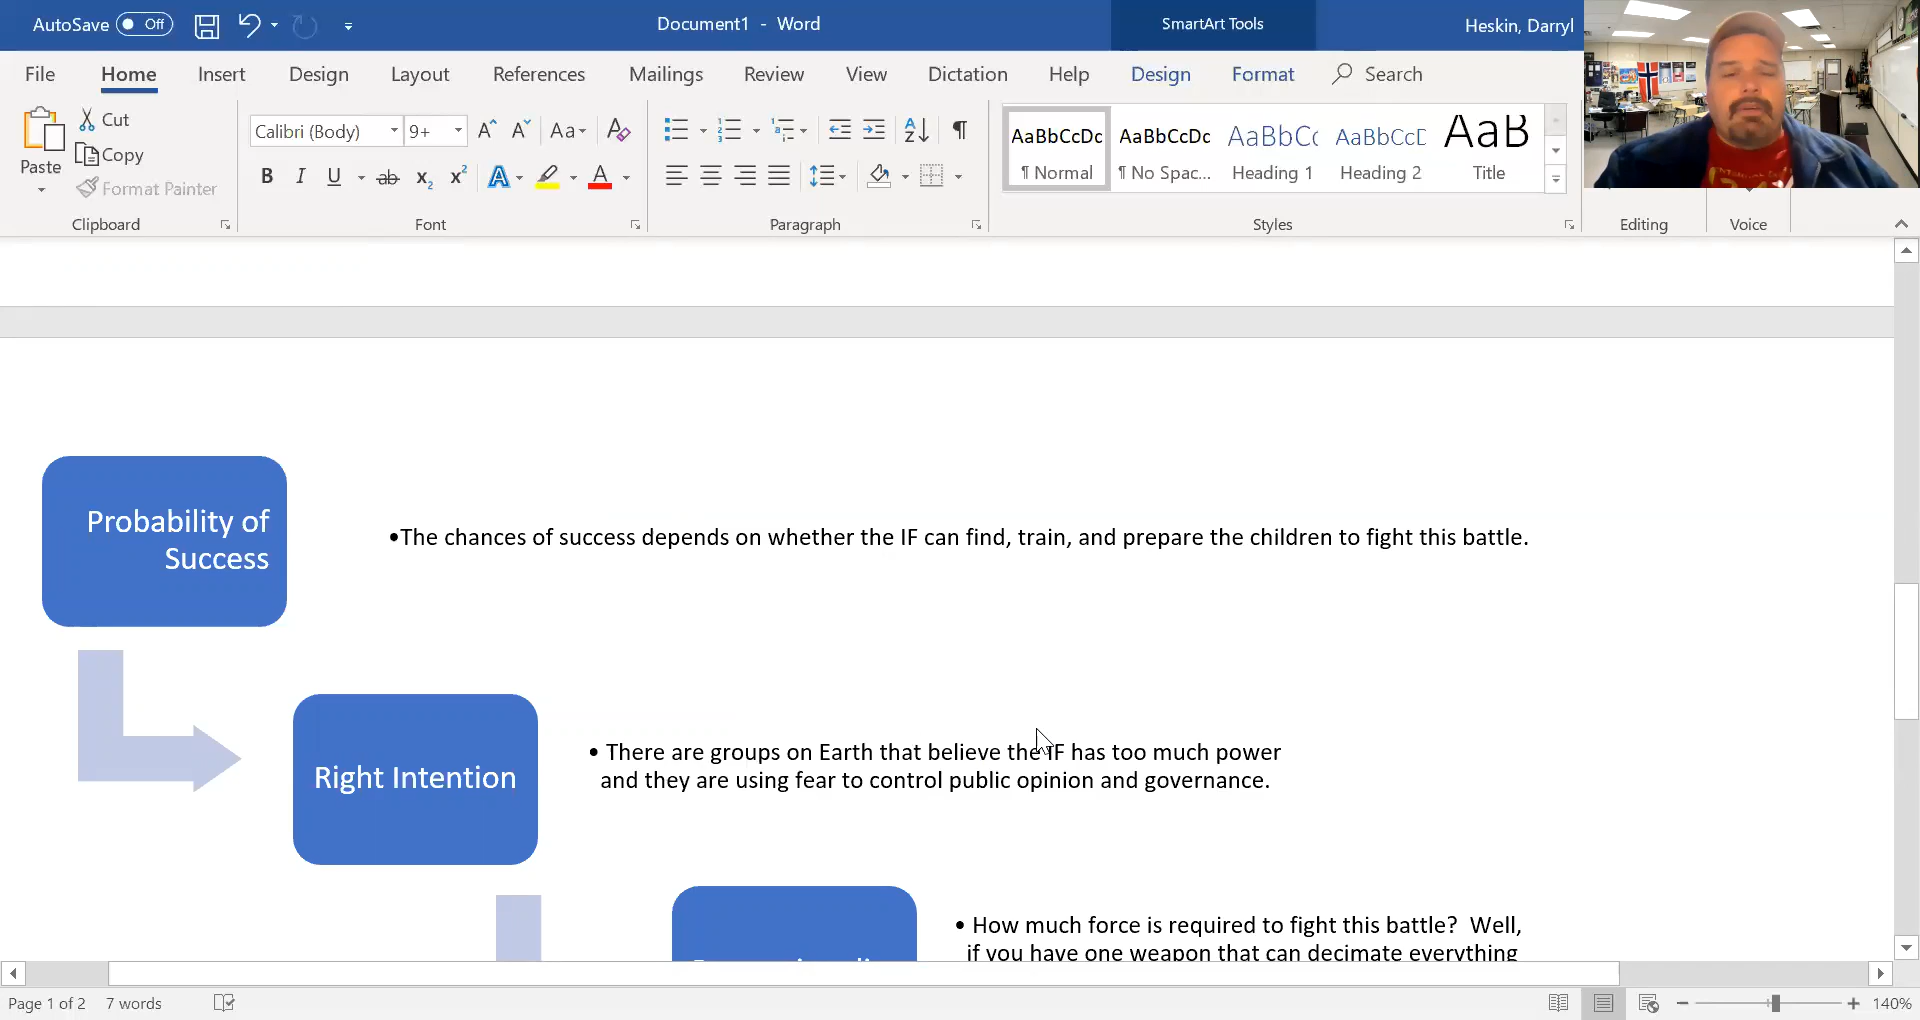 AutoSave Off Document1 - Word SmartArt Tools Heskin, Darryl
File Home Insert Design Layout References Mailings Review View Dictation Help Design Format Search
Paste
Cut
Copy
Format Painter
Clipboard
Calibri (Body) 9+ Aa
B I U ab x2 x2 A A
Font
Paragraph
AaBbCcDc AaBbCcDc AaBbCc AaBbCcD AaB
¶ Normal ¶ No Spac... Heading 1 Heading 2 Title
Styles
Editing
Voice
Probability of
Success
•The chances of success depends on whether the IF can find, train, and prepare the children to fight this battle.
Right Intention
• There are groups on Earth that believe the IF has too much power
and they are using fear to control public opinion and governance.
• How much force is required to fight this battle? Well,
if you have one weapon that can decimate everything
Page 1 of 2 7 words 140%